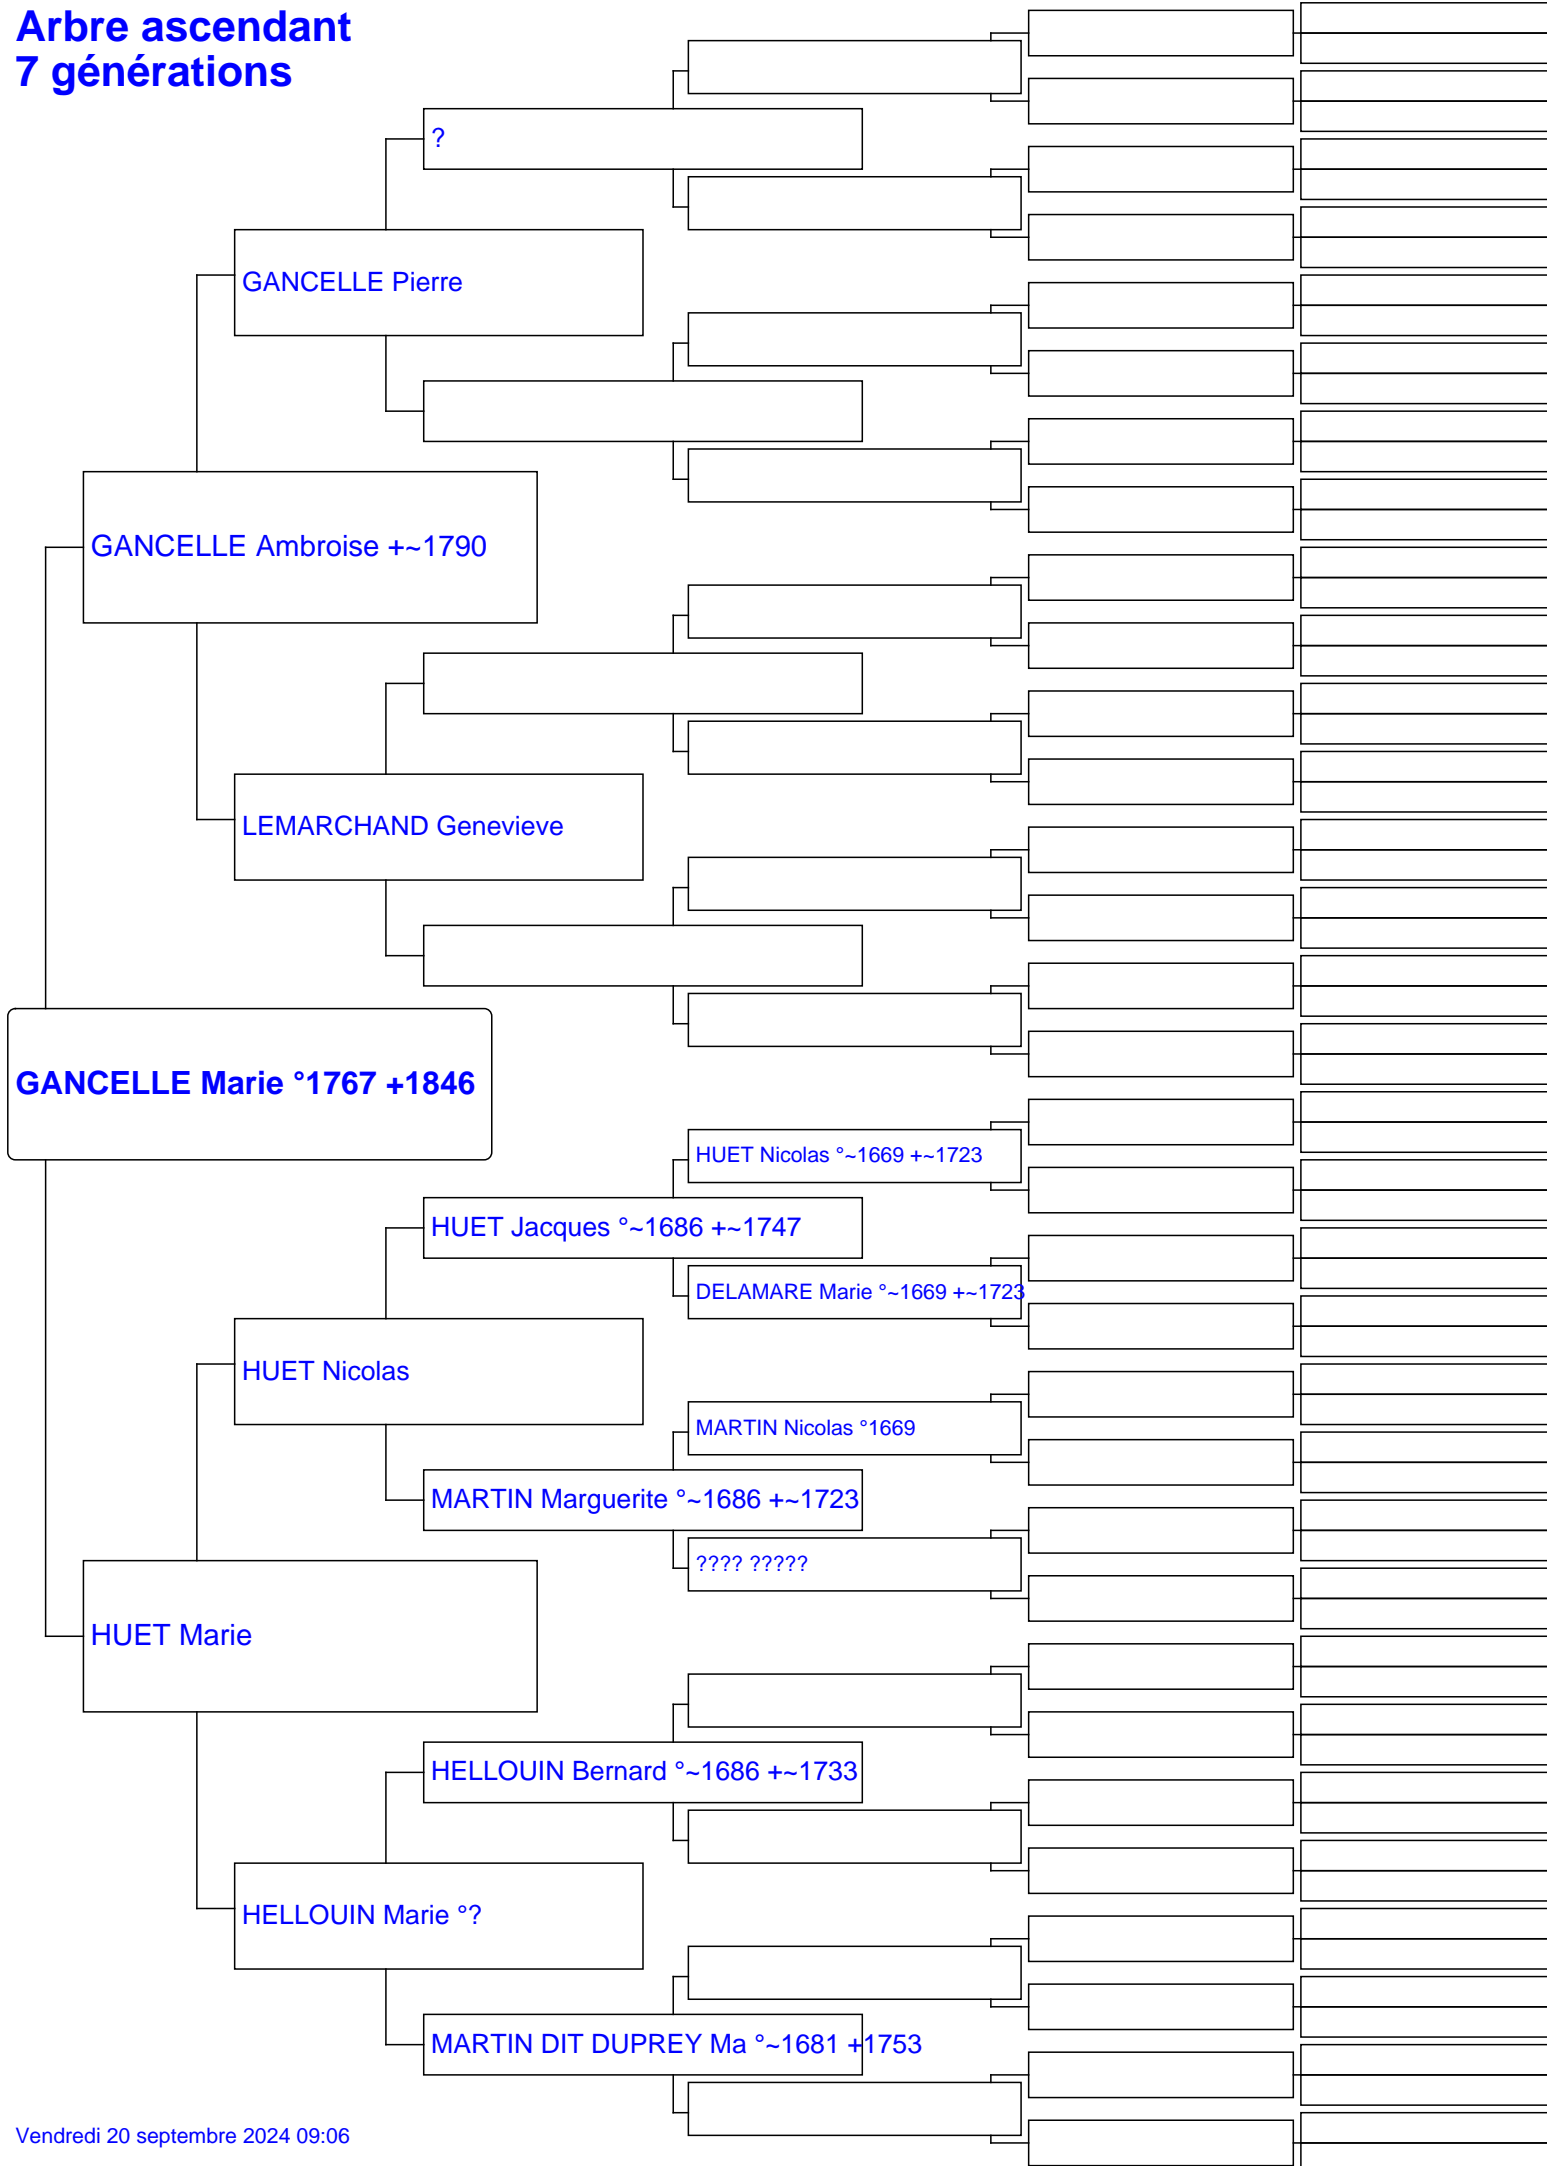 Arbre ascendant
7 générations
?
GANCELLE Pierre
GANCELLE Ambroise +~1790
LEMARCHAND Genevieve
GANCELLE Marie °1767 +1846
HUET Nicolas °~1669 +~1723
HUET Jacques °~1686 +~1747
DELAMARE Marie °~1669 +~1723
HUET Nicolas
MARTIN Nicolas °1669
MARTIN Marguerite °~1686 +~1723
???? ?????
HUET Marie
HELLOUIN Bernard °~1686 +~1733
HELLOUIN Marie °?
MARTIN DIT DUPREY Ma °~1681 +1753
Vendredi 20 septembre 2024 09:06